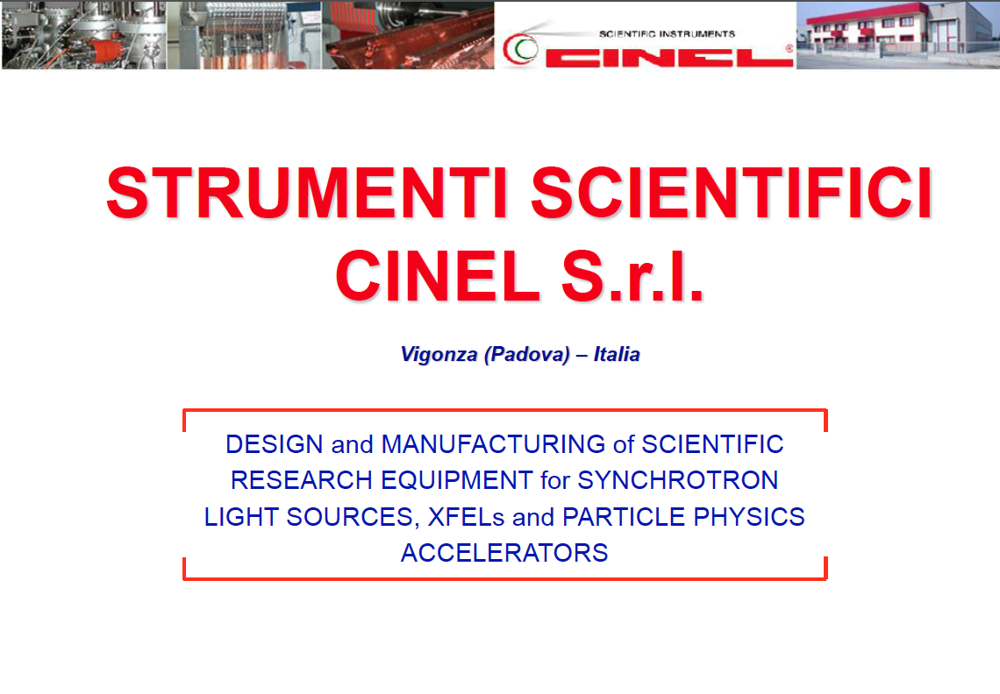 SCIENTIFIC INSTRUMENTS
CINEL®
STRUMENTI SCIENTIFICI
CINEL S.r.l.
Vigonza (Padova) – Italia
DESIGN and MANUFACTURING of SCIENTIFIC
RESEARCH EQUIPMENT for SYNCHROTRON
LIGHT SOURCES, XFELs and PARTICLE PHYSICS
ACCELERATORS